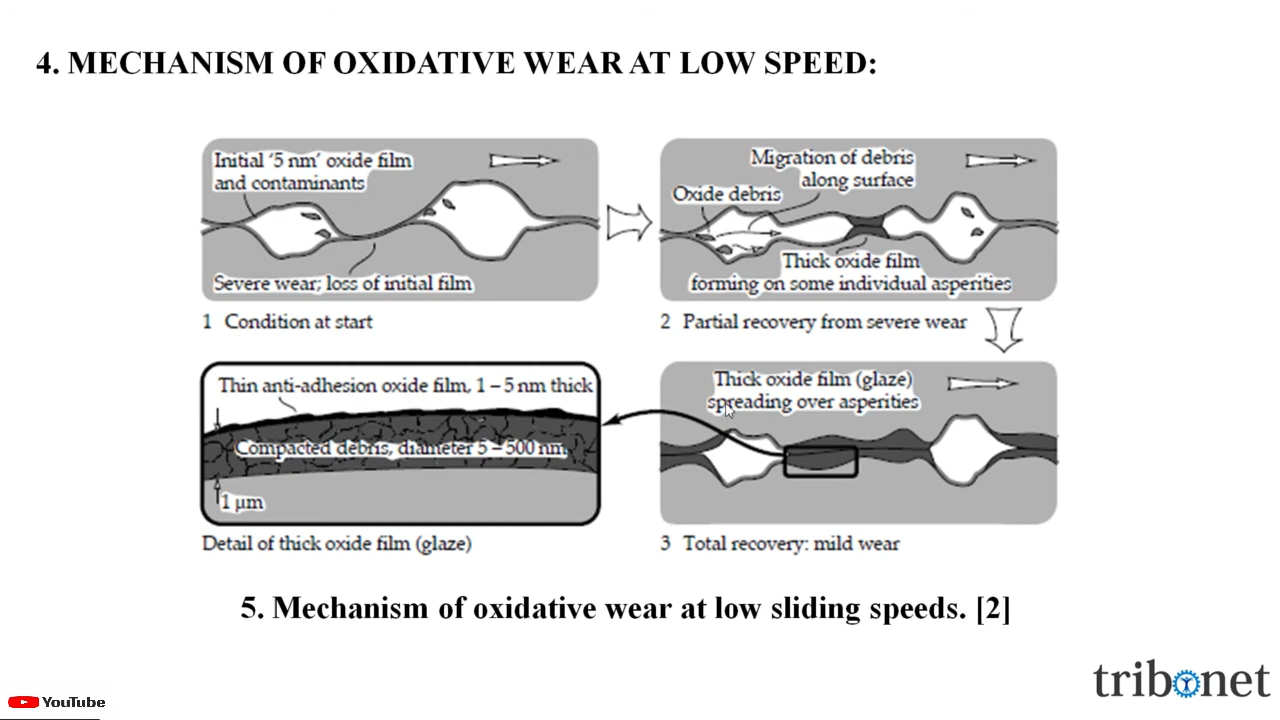 4. MECHANISM OF OXIDATIVE WEAR AT LOW SPEED:
Initial '5 nm' oxide film
and contaminants
Severe wear; loss of initial film
1 Condition at start
Migration of debris
along surface
Oxide debris
Thick oxide film
forming on some individual asperities
2 Partial recovery from severe wear
Thin anti-adhesion oxide film, 1 – 5 nm thick
Compacted debris, diameter 5 – 500 nm
1 μm
Detail of thick oxide film (glaze)
Thick oxide film (glaze)
spreading over asperities
3 Total recovery: mild wear
5. Mechanism of oxidative wear at low sliding speeds. [2]
tribonet
YouTube